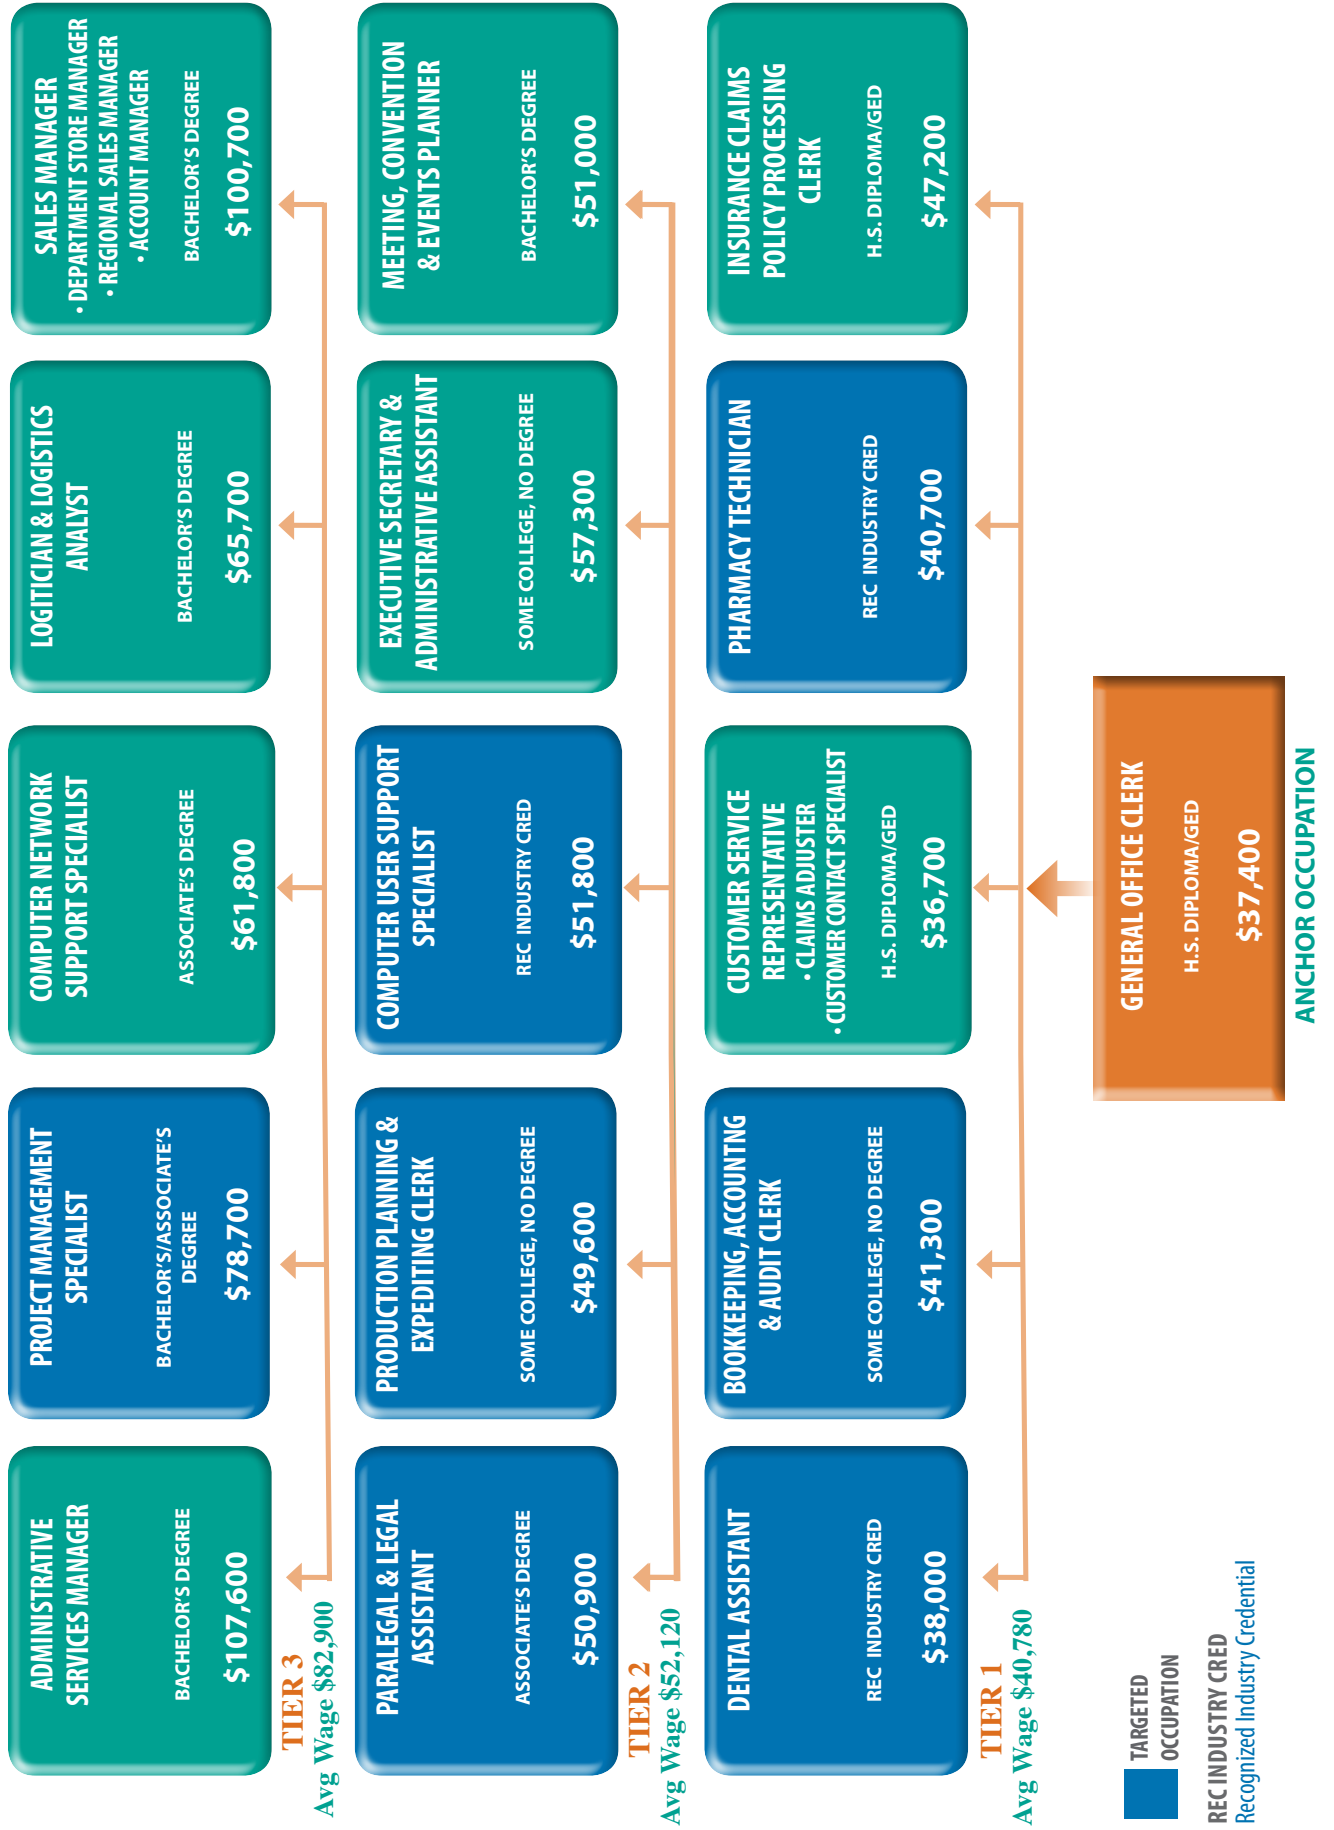 ADMINISTRATIVE
SERVICES MANAGER
BACHELOR'S DEGREE
$107,600
PROJECT MANAGEMENT
SPECIALIST
BACHELOR'S/ASSOCIATE'S
DEGREE
$78,700
COMPUTER NETWORK
SUPPORT SPECIALIST
ASSOCIATE'S DEGREE
$61,800
LOGITICIAN & LOGISTICS
ANALYST
BACHELOR'S DEGREE
$65,700
SALES MANAGER
• DEPARTMENT STORE MANAGER
• REGIONAL SALES MANAGER
• ACCOUNT MANAGER
BACHELOR'S DEGREE
$100,700
TIER 3
Avg Wage $82,900
PARALEGAL & LEGAL
ASSISTANT
ASSOCIATE'S DEGREE
$50,900
PRODUCTION PLANNING &
EXPEDITING CLERK
SOME COLLEGE, NO DEGREE
$49,600
COMPUTER USER SUPPORT
SPECIALIST
REC INDUSTRY CRED
$51,800
EXECUTIVE SECRETARY &
ADMINISTRATIVE ASSISTANT
SOME COLLEGE, NO DEGREE
$57,300
MEETING, CONVENTION
& EVENTS PLANNER
BACHELOR'S DEGREE
$51,000
TIER 2
Avg Wage $52,120
DENTAL ASSISTANT
REC INDUSTRY CRED
$38,000
BOOKKEEPING, ACCOUNTNG
& AUDIT CLERK
SOME COLLEGE, NO DEGREE
$41,300
CUSTOMER SERVICE
REPRESENTATIVE
• CLAIMS ADJUSTER
• CUSTOMER CONTACT SPECIALIST
H.S. DIPLOMA/GED
$36,700
PHARMACY TECHNICIAN
REC INDUSTRY CRED
$40,700
INSURANCE CLAIMS
POLICY PROCESSING
CLERK
H.S. DIPLOMA/GED
$47,200
TIER 1
Avg Wage $40,780
GENERAL OFFICE CLERK
H.S. DIPLOMA/GED
$37,400
ANCHOR OCCUPATION
TARGETED
OCCUPATION
REC INDUSTRY CRED
Recognized Industry Credential